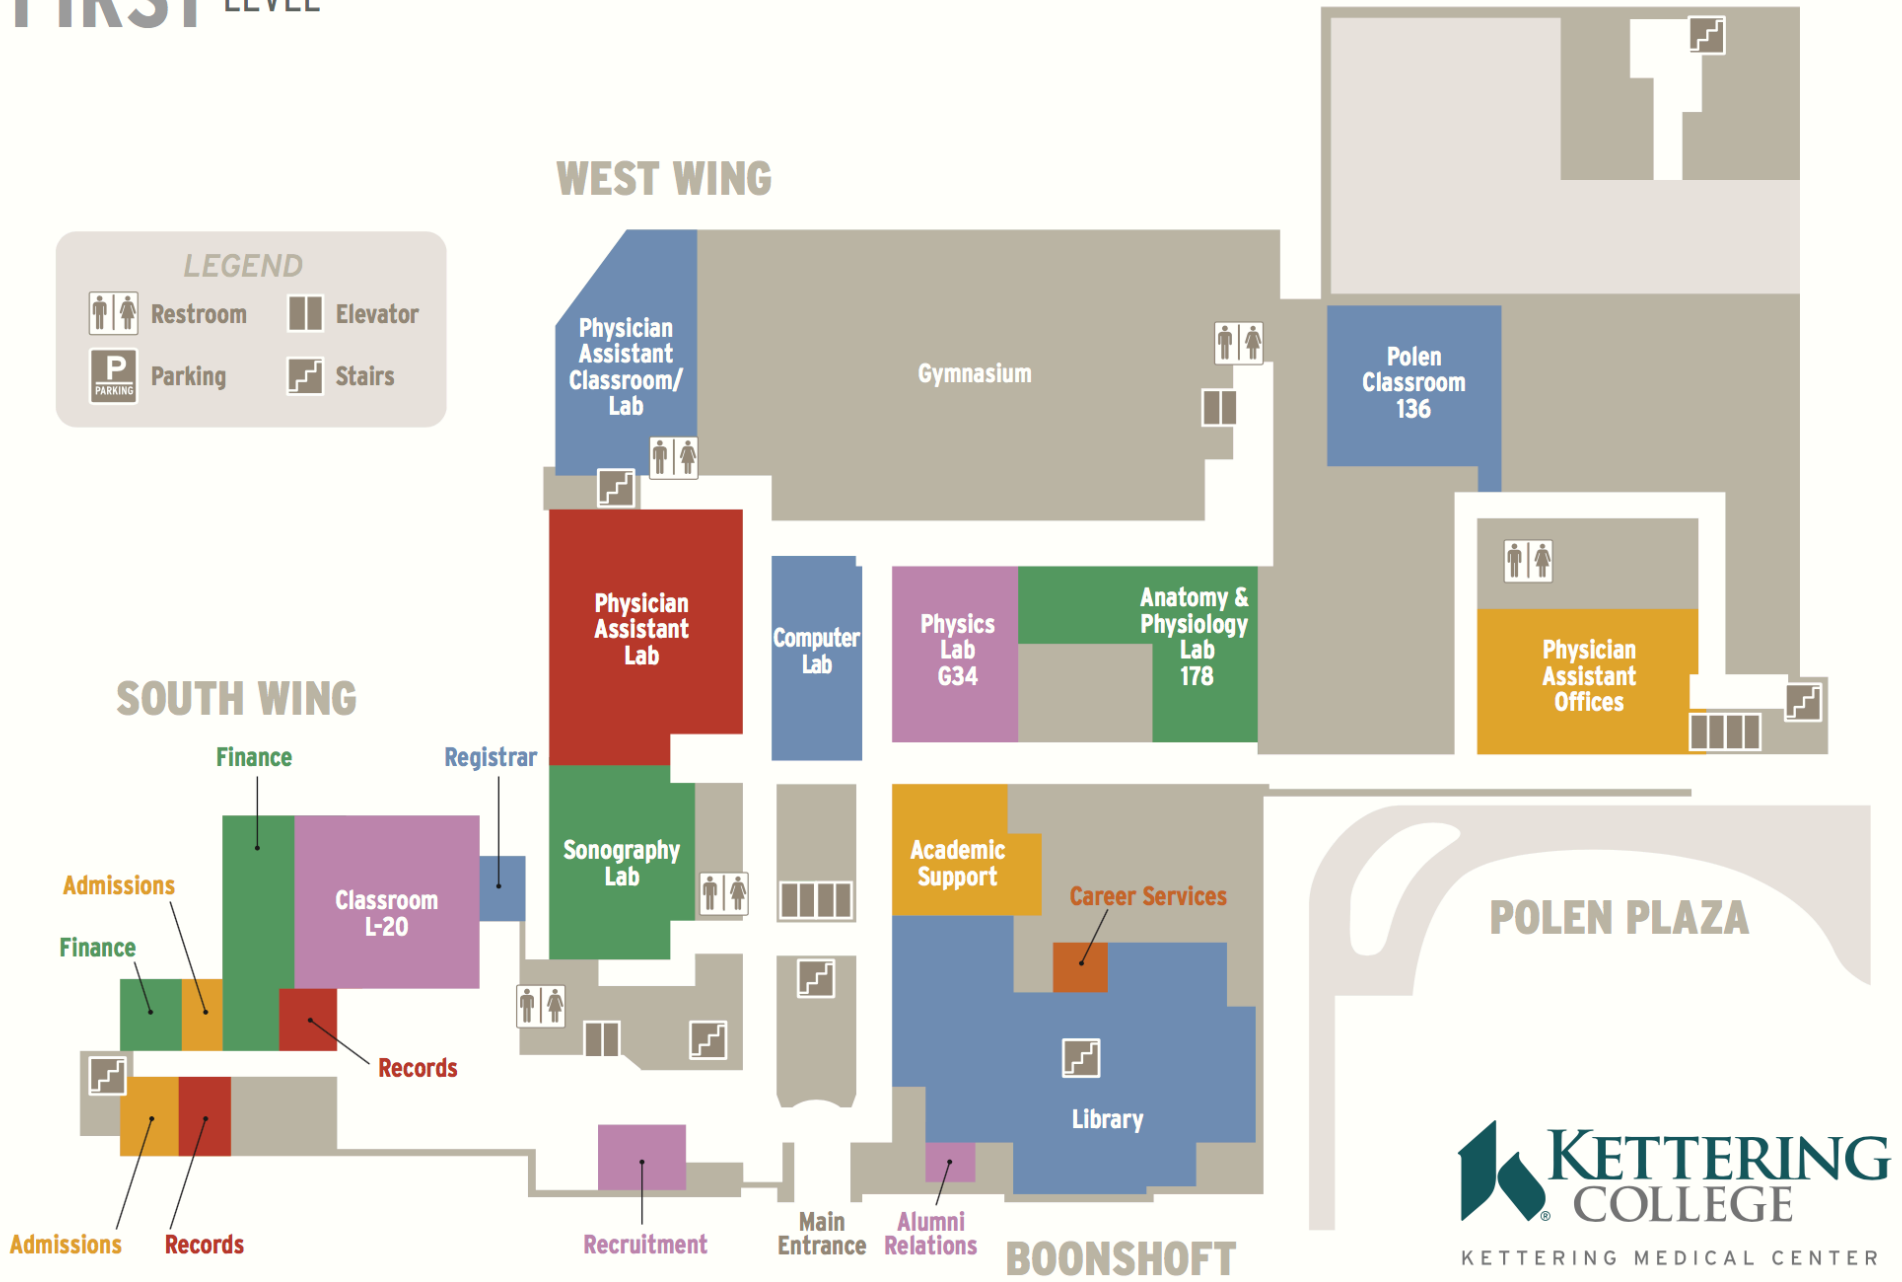 FIRST LEVEL
WEST WING
LEGEND
Restroom
Elevator
P
PARKING
Parking
Stairs
Physician
Assistant
Classroom/
Lab
Gymnasium
Polen
Classroom
136
Physician
Assistant
Lab
Computer
Lab
Physics
Lab
G34
Anatomy &
Physiology
Lab
178
Physician
Assistant
Offices
SOUTH WING
Finance
Registrar
Admissions
Finance
Classroom
L-20
Sonography
Lab
Academic
Support
Career Services
POLEN PLAZA
Records
Library
Admissions
Records
Recruitment
Main
Entrance
Alumni
Relations
BOONSHOFT
KETTERING
COLLEGE
®
KETTERING MEDICAL CENTER